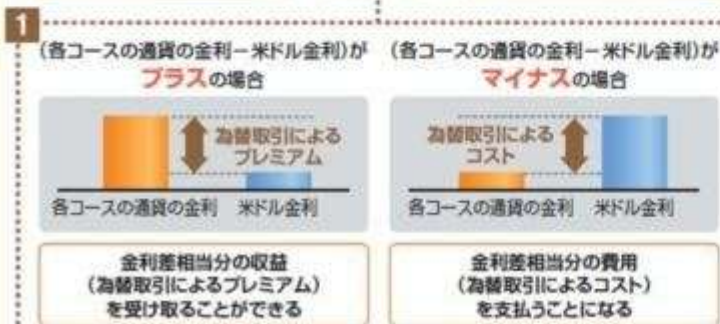 1
(各コースの通貨の金利－米ドル金利)が
プラスの場合
為替取引による
プレミアム
各コースの通貨の金利 米ドル金利
金利差相当分の収益
(為替取引によるプレミアム)
を受け取ることができる
(各コースの通貨の金利－米ドル金利)が
マイナスの場合
為替取引による
コスト
各コースの通貨の金利 米ドル金利
金利差相当分の費用
(為替取引によるコスト)
を支払うことになる